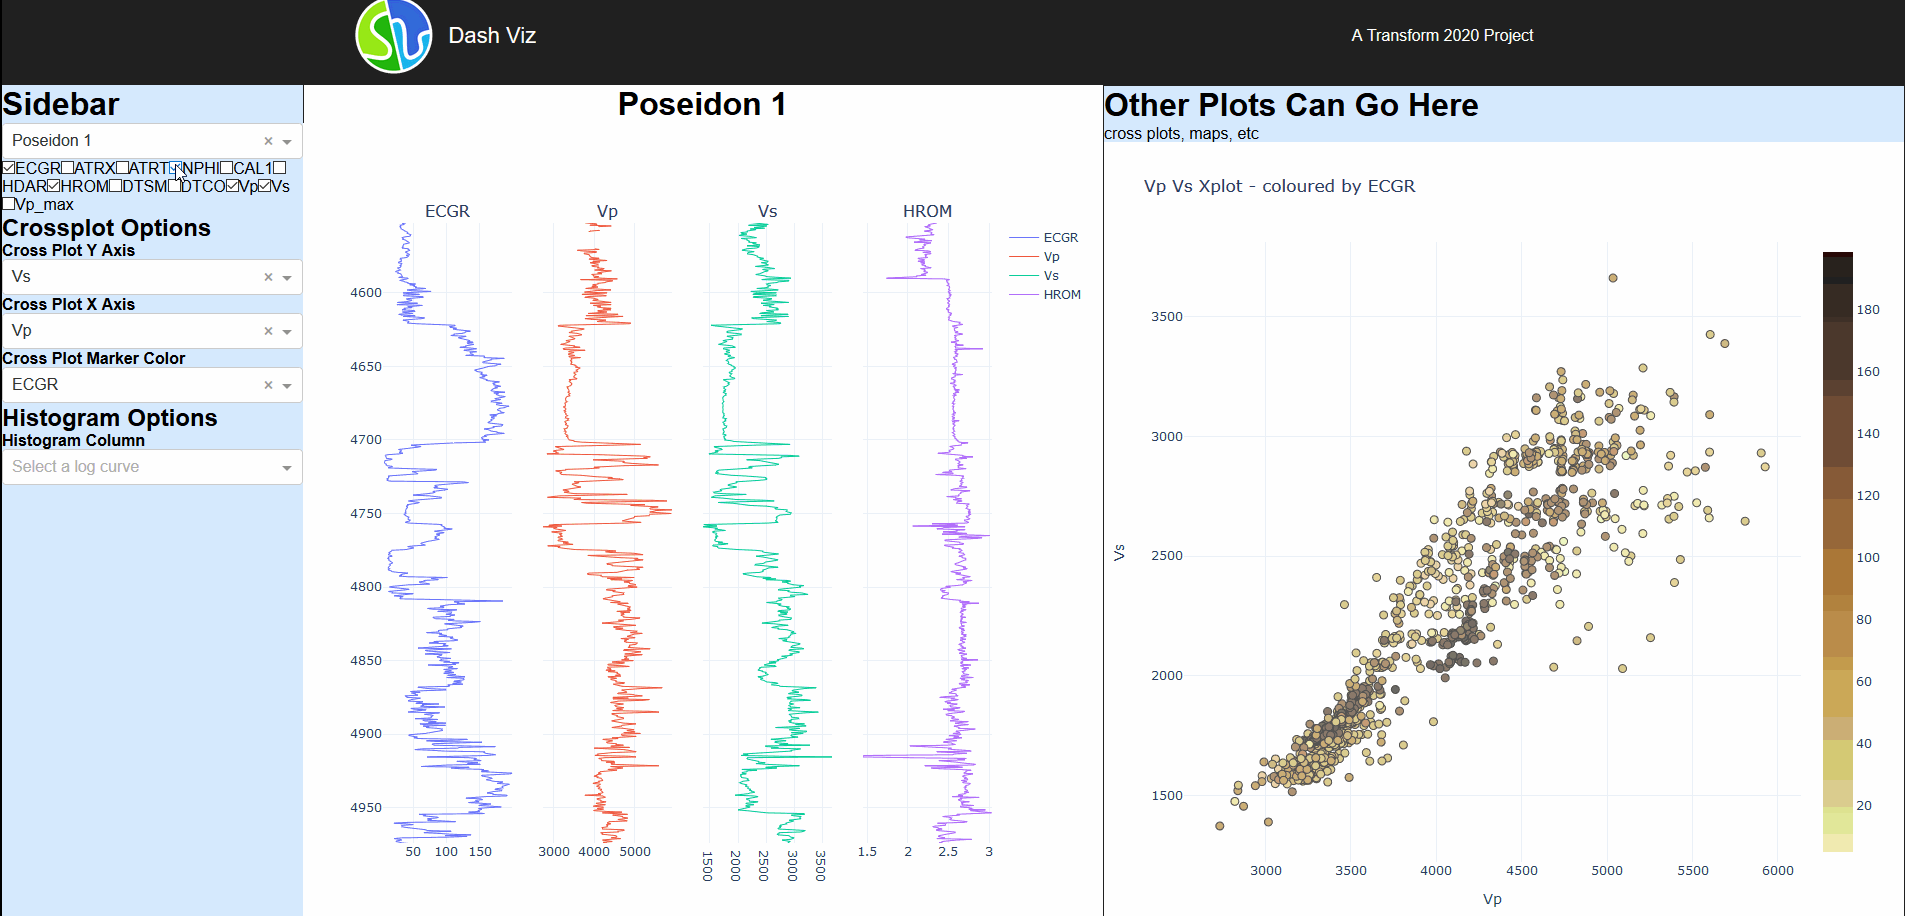 Dash Viz
A Transform 2020 Project
Sidebar
Poseidon 1
ECGR ATRX ATRT NPHI CAL1
HDAR HROM DTSM DTCO Vp Vs
Vp_max
Crossplot Options
Cross Plot Y Axis
Vs
Cross Plot X Axis
Vp
Cross Plot Marker Color
ECGR
Histogram Options
Histogram Column
Select a log curve
Poseidon 1
ECGR Vp Vs HROM
ECGR
Vp
Vs
HROM
4600
4650
4700
4750
4800
4850
4900
4950
50 100 150
3000 4000 5000
1500 2000 2500 3000 3500
1.5 2 2.5 3
Other Plots Can Go Here
cross plots, maps, etc
Vp Vs Xplot - coloured by ECGR
3500
3000
2500
2000
1500
Vs
3000 3500 4000 4500 5000 5500 6000
Vp
180
160
140
120
100
80
60
40
20